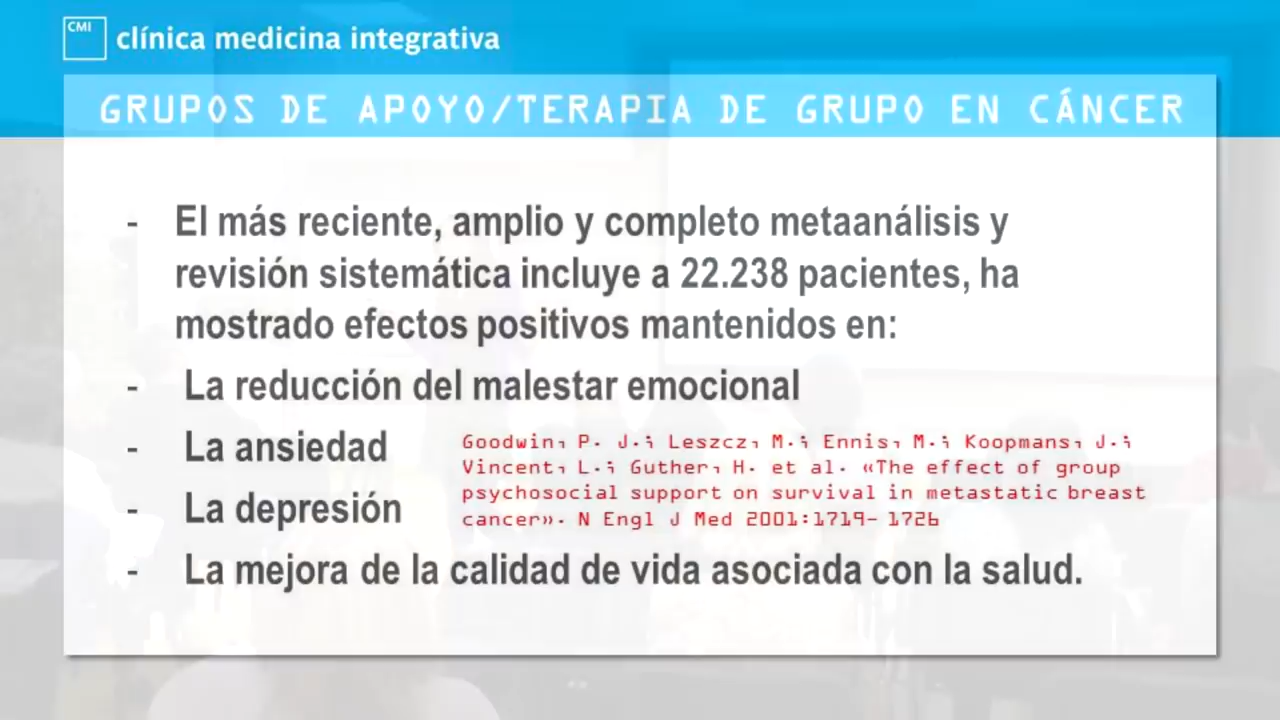 CMI
clínica medicina integrativa
GRUPOS DE APOYO/TERAPIA DE GRUPO EN CÁNCER
- El más reciente, amplio y completo metaanálisis y
revisión sistemática incluye a 22.238 pacientes, ha
mostrado efectos positivos mantenidos en:
- La reducción del malestar emocional
- La ansiedad
- La depresión
Goodwin, P. J.; Leszcz, M.; Ennis, M.; Koopmans, J.;
Vincent, L.; Guther, H. et al. «The effect of group
psychosocial support on survival in metastatic breast
cancer». N Engl J Med 2001:1719- 1726
- La mejora de la calidad de vida asociada con la salud.